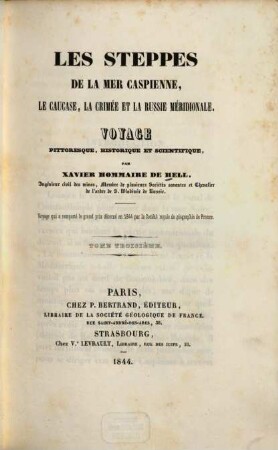 LES STEPPES
DE LA MER CASPIENNE,
LE CAUCASE, LA CRIMÉE ET LA RUSSIE MÉRIDIONALE.
VOYAGE
PITTORESQUE, HISTORIQUE ET SCIENTIFIQUE,
PAR
XAVIER HOMMAIRE DE HELL,
Ingénieur civil des mines, Membre de plusieurs Sociétés savantes et Chevalier
de l'ordre de S. Wladimir de Russie.
Voyage qui a remporté le grand prix décerné en 1844 par la Société royale de géographie de France.
TOME TROISIÈME.
PARIS,
CHEZ P. BERTRAND, ÉDITEUR,
LIBRAIRE DE LA SOCIÉTÉ GÉOLOGIQUE DE FRANCE,
RUE SAINT-ANDRÉ-DES-ARCS, 38.
STRASBOURG,
Chez V.e LEVRAULT, LIBRAIRE, RUE DES JUIFS, 33.
1844.